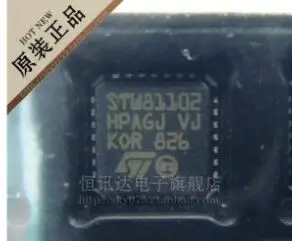 HOT NEW
原装正品
STW81102
HPAGJ VJ
KOR 826
ST
恒讯达电子旗舰店